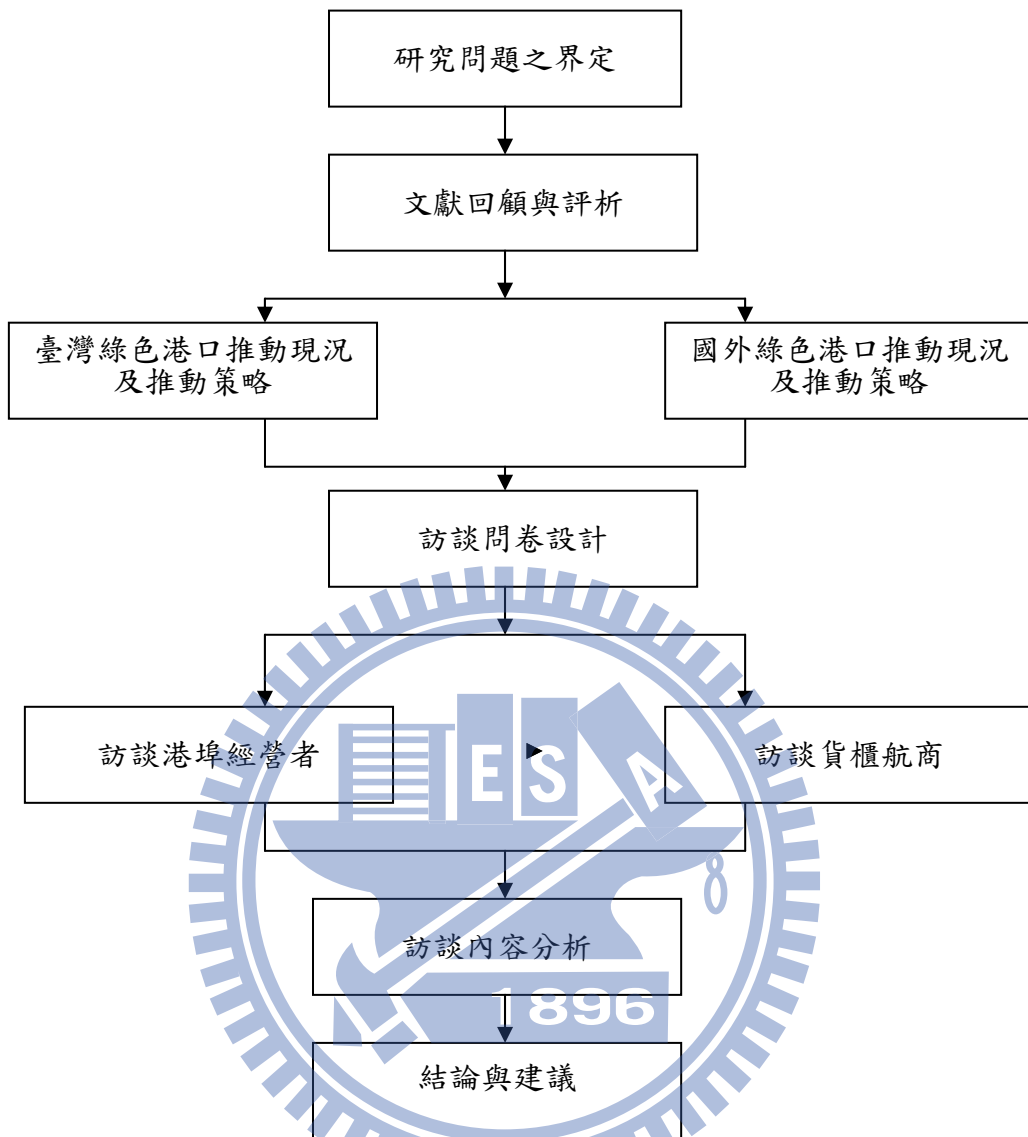 研究問題之界定
文獻回顧與評析
臺灣綠色港口推動現況
及推動策略
國外綠色港口推動現況
及推動策略
訪談問卷設計
訪談港埠經營者
訪談貨櫃航商
E S A
8
訪談內容分析
1896
結論與建議